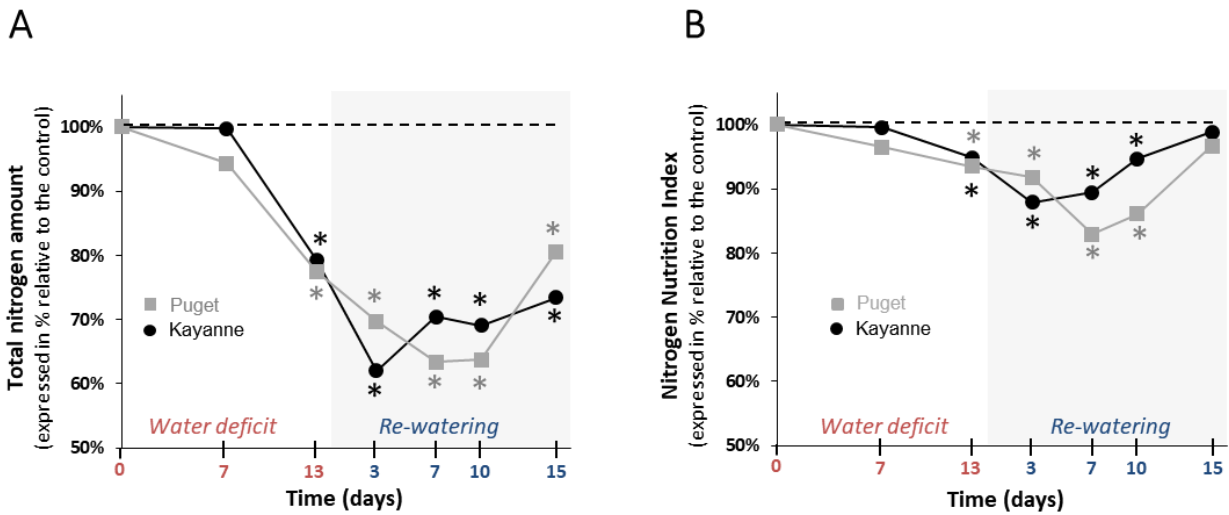 A
Total nitrogen amount
(expressed in % relative to the control)
100%
90%
80%
70%
60%
50%
*
*
*
*
*
*
*
*
*
*
Puget
Kayanne
Water deficit
Re-watering
0
7
13
3
7
10
15
Time (days)
B
Nitrogen Nutrition Index
(expressed in % relative to the control)
100%
90%
80%
70%
60%
50%
*
*
*
*
*
*
*
*
Puget
Kayanne
Water deficit
Re-watering
0
7
13
3
7
10
15
Time (days)